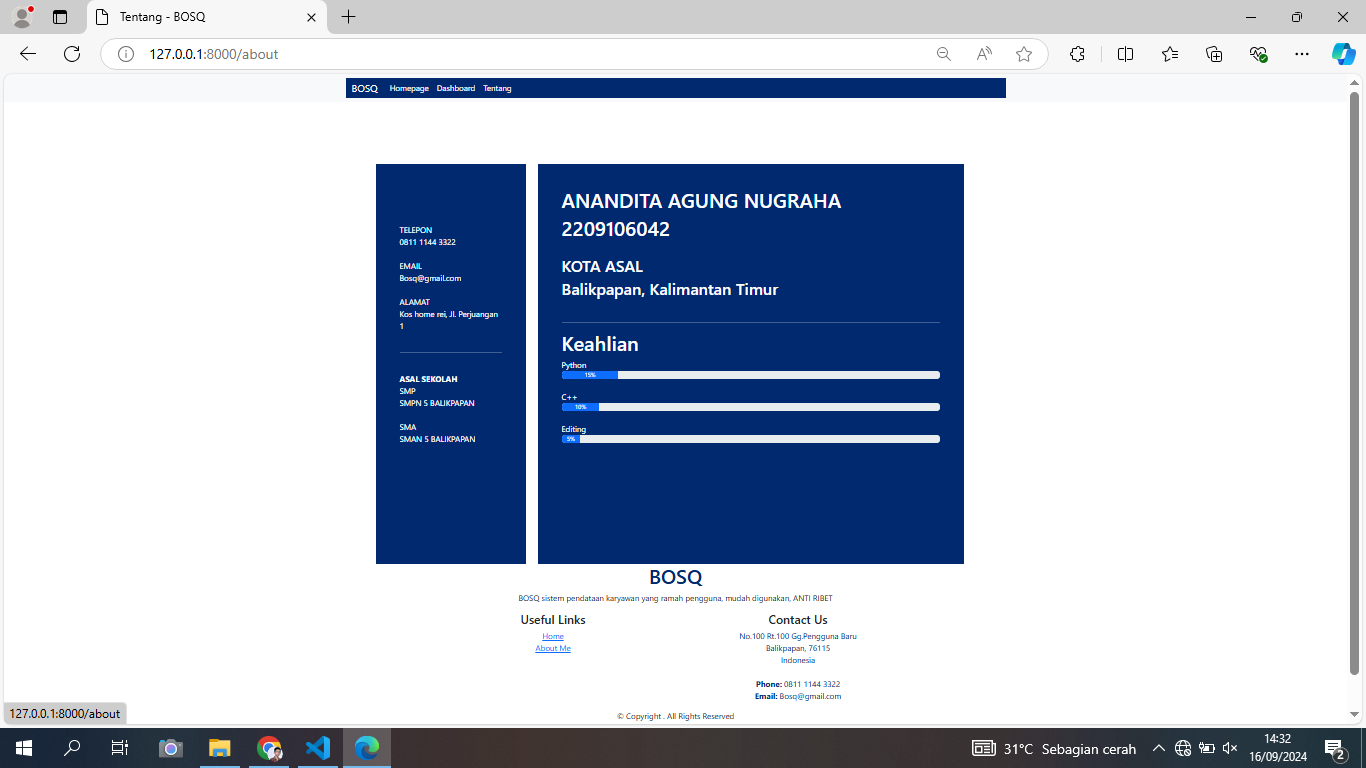 Tentang - BOSQ
127.0.0.1:8000/about
BOSQ Homepage Dashboard Tentang
TELEPON
0811 1144 3322
EMAIL
Bosq@gmail.com
ALAMAT
Kos home rei, Jl. Perjuangan
1
ASAL SEKOLAH
SMP
SMPN 5 BALIKPAPAN
SMA
SMAN 5 BALIKPAPAN
ANANDITA AGUNG NUGRAHA
2209106042
KOTA ASAL
Balikpapan, Kalimantan Timur
Keahlian
Python
15%
C++
10%
Editing
5%
BOSQ
BOSQ sistem pendataan karyawan yang ramah pengguna, mudah digunakan, ANTI RIBET
Useful Links
Home
About Me
Contact Us
No.100 Rt.100 Gg.Pengguna Baru
Balikpapan, 76115
Indonesia
Phone: 0811 1144 3322
Email: Bosq@gmail.com
© Copyright . All Rights Reserved
127.0.0.1:8000/about
31°C Sebagian cerah
14:32
16/09/2024
2